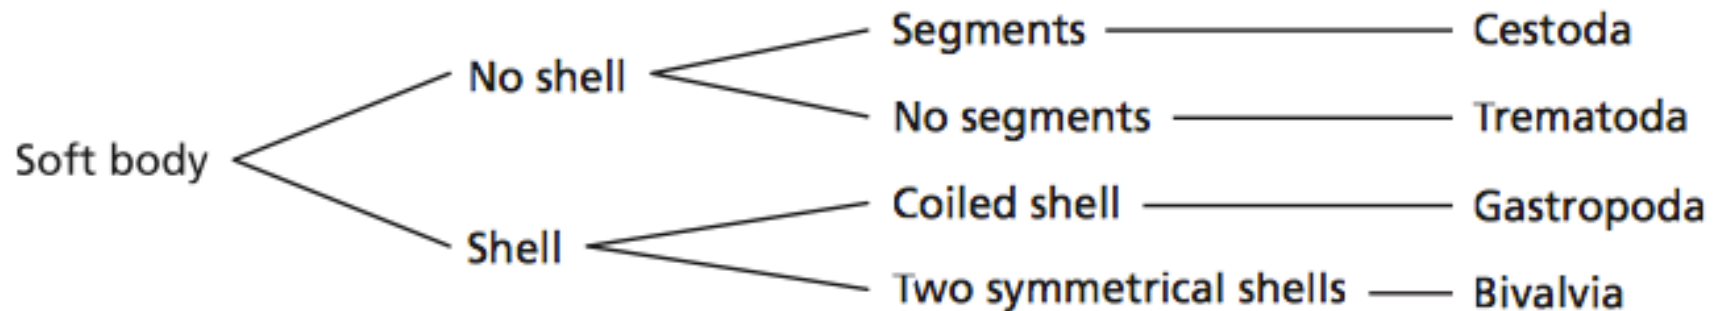 Segments
Cestoda
No shell
No segments
Trematoda
Soft body
Coiled shell
Gastropoda
Shell
Two symmetrical shells
Bivalvia